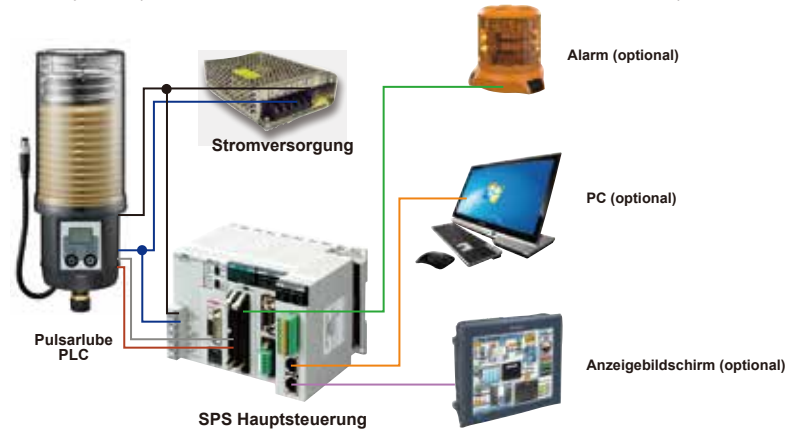 Alarm (optional)
Stromversorgung
PC (optional)
Pulsarlube
PLC
Anzeigebildschirm (optional)
SPS Hauptsteuerung